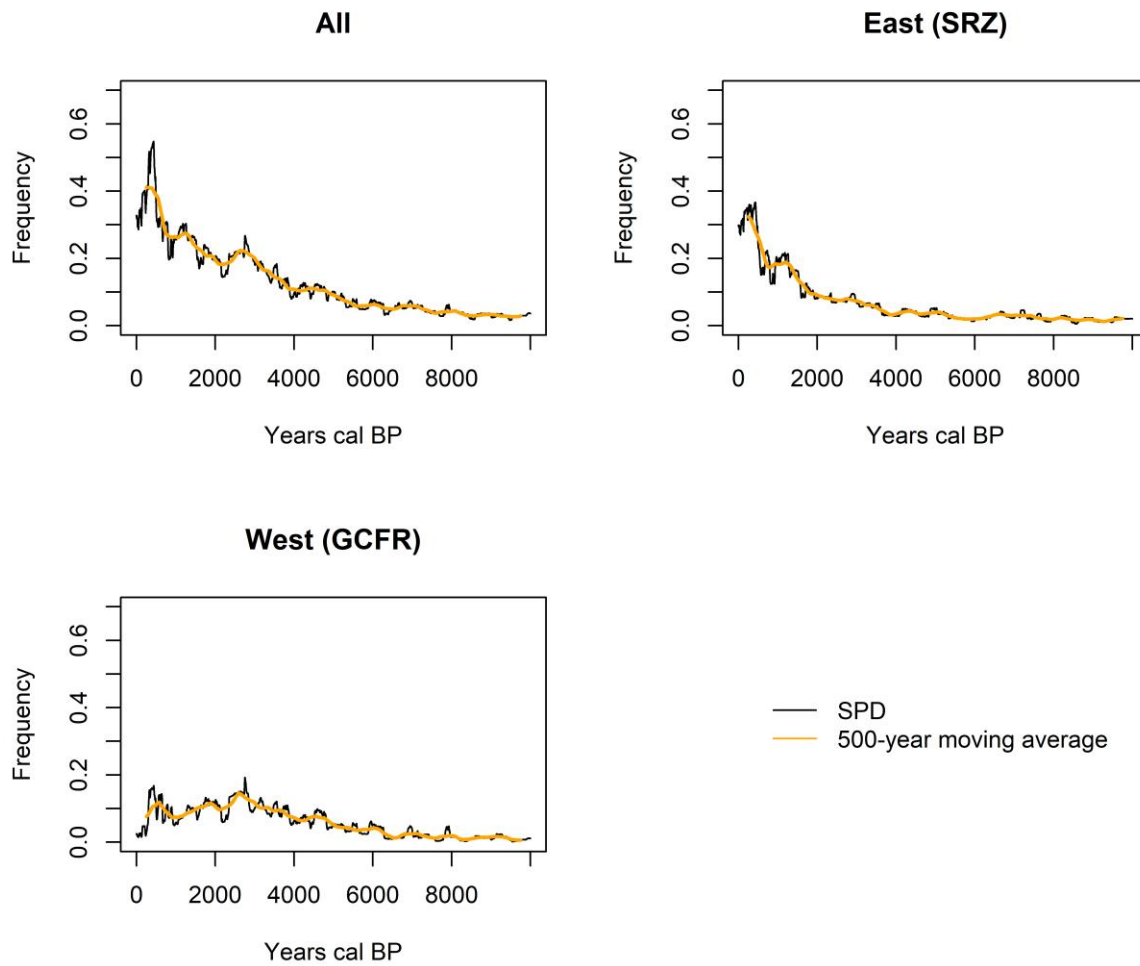 All
Frequency
0.0 0.2 0.4 0.6
0 2000 4000 6000 8000
Years cal BP
East (SRZ)
Frequency
0.0 0.2 0.4 0.6
0 2000 4000 6000 8000
Years cal BP
West (GCFR)
Frequency
0.0 0.2 0.4 0.6
0 2000 4000 6000 8000
Years cal BP
SPD
500-year moving average